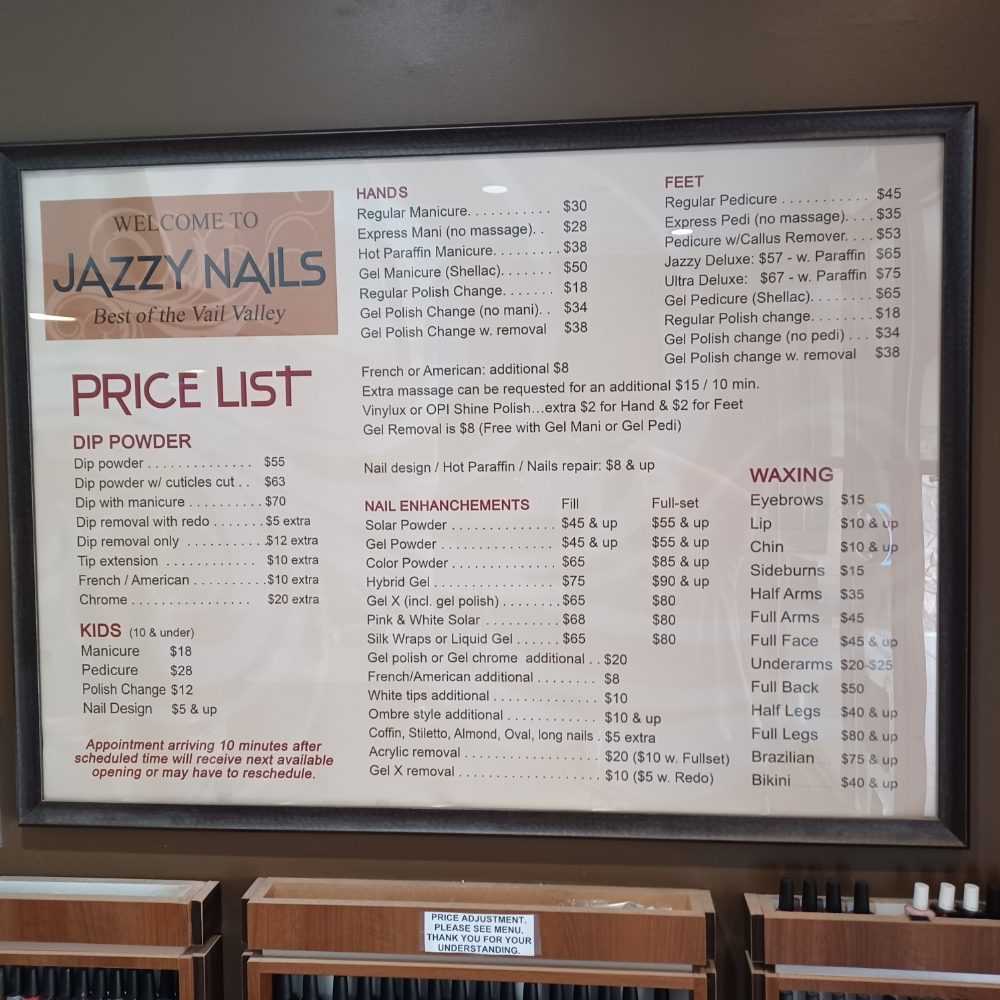 WELCOME TO
JAZZY NAILS
Best of the Vail Valley
PRICE LIST
DIP POWDER
Dip powder . . . . . . . . . . . . . . $55
Dip powder w/ cuticles cut . . $63
Dip with manicure . . . . . . . . . . $70
Dip removal with redo . . . . . . . $5 extra
Dip removal only . . . . . . . . . . . $12 extra
Tip extension . . . . . . . . . . . . . . $10 extra
French / American . . . . . . . . . . $10 extra
Chrome . . . . . . . . . . . . . . . . $20 extra
KIDS (10 & under)
Manicure $18
Pedicure $28
Polish Change $12
Nail Design $5 & up
Appointment arriving 10 minutes after
scheduled time will receive next available
opening or may have to reschedule.
HANDS
Regular Manicure. . . . . . . . . . . $30
Express Mani (no massage). . $28
Hot Paraffin Manicure. . . . . . . . . $38
Gel Manicure (Shellac). . . . . . . $50
Regular Polish Change. . . . . . . $18
Gel Polish Change (no mani). . $34
Gel Polish Change w. removal $38
FEET
Regular Pedicure . . . . . . . . . . . $45
Express Pedi (no massage). . . . $35
Pedicure w/Callus Remover. . . . $53
Jazzy Deluxe: $57 - w. Paraffin $65
Ultra Deluxe: $67 - w. Paraffin $75
Gel Pedicure (Shellac). . . . . . . . $65
Regular Polish change. . . . . . . . $18
Gel Polish change (no pedi) . . . $34
Gel Polish change w. removal $38
French or American: additional $8
Extra massage can be requested for an additional $15 / 10 min.
Vinylux or OPI Shine Polish…extra $2 for Hand & $2 for Feet
Gel Removal is $8 (Free with Gel Mani or Gel Pedi)
Nail design / Hot Paraffin / Nails repair: $8 & up
NAIL ENHANCHEMENTS Fill Full-set
Solar Powder . . . . . . . . . . . . . . $45 & up $55 & up
Gel Powder . . . . . . . . . . . . . . . $45 & up $55 & up
Color Powder . . . . . . . . . . . . . . $65 $85 & up
Hybrid Gel . . . . . . . . . . . . . . . . $75 $90 & up
Gel X (incl. gel polish) . . . . . . . . $65 $80
Pink & White Solar . . . . . . . . . . $68 $80
Silk Wraps or Liquid Gel . . . . . . $65 $80
Gel polish or Gel chrome additional . . $20
French/American additional . . . . . . . . $8
White tips additional . . . . . . . . . . . . . . $10
Ombre style additional . . . . . . . . . . . . $10 & up
Coffin, Stiletto, Almond, Oval, long nails . $5 extra
Acrylic removal . . . . . . . . . . . . . . . . . . $20 ($10 w. Fullset)
Gel X removal . . . . . . . . . . . . . . . . . . . $10 ($5 w. Redo)
WAXING
Eyebrows $15
Lip $10 & up
Chin $10 & up
Sideburns $15
Half Arms $35
Full Arms $45
Full Face $45 & up
Underarms $20-$25
Full Back $50
Half Legs $40 & up
Full Legs $80 & up
Brazilian $75 & up
Bikini $40 & up
PRICE ADJUSTMENT.
PLEASE SEE MENU.
THANK YOU FOR YOUR
UNDERSTANDING.